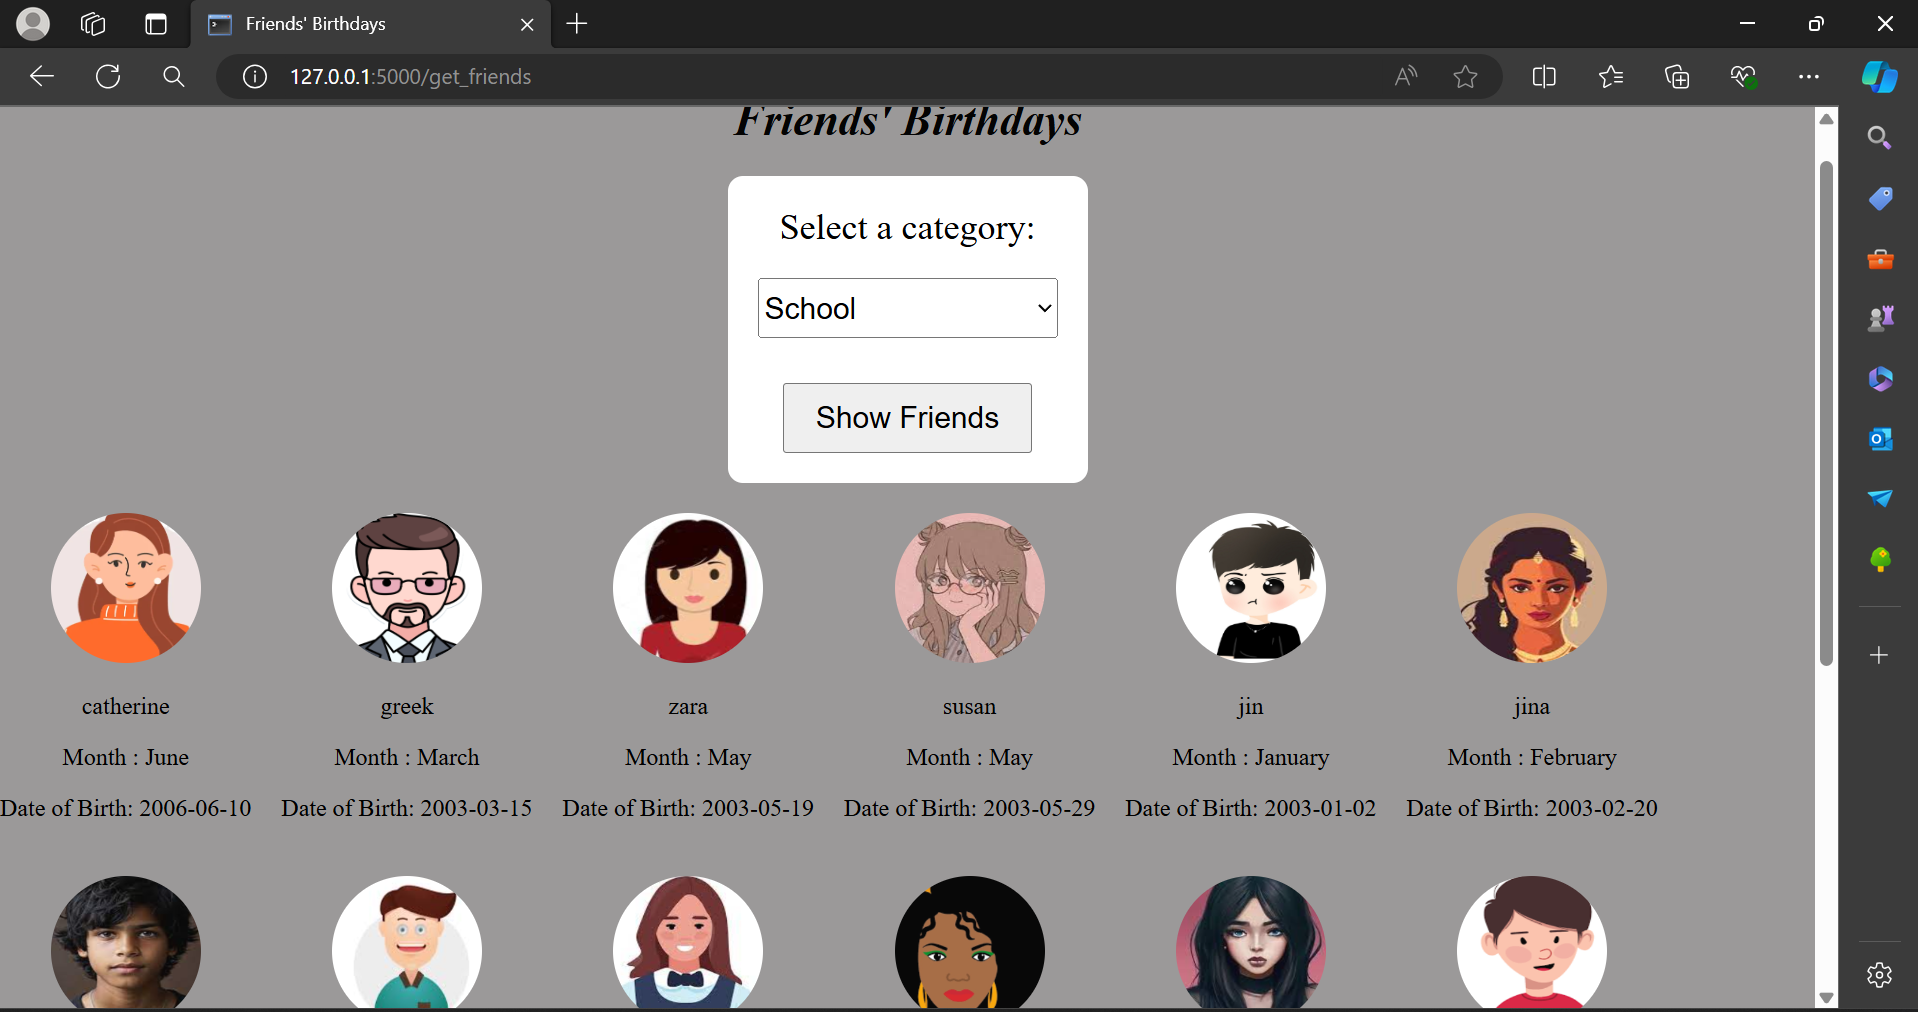 Friends' Birthdays
127.0.0.1:5000/get_friends
Friends' Birthdays
Select a category:
School
Show Friends
catherine greek zara susan jin jina
Month : June Month : March Month : May Month : May Month : January Month : February
Date of Birth: 2006-06-10 Date of Birth: 2003-03-15 Date of Birth: 2003-05-19 Date of Birth: 2003-05-29 Date of Birth: 2003-01-02 Date of Birth: 2003-02-20